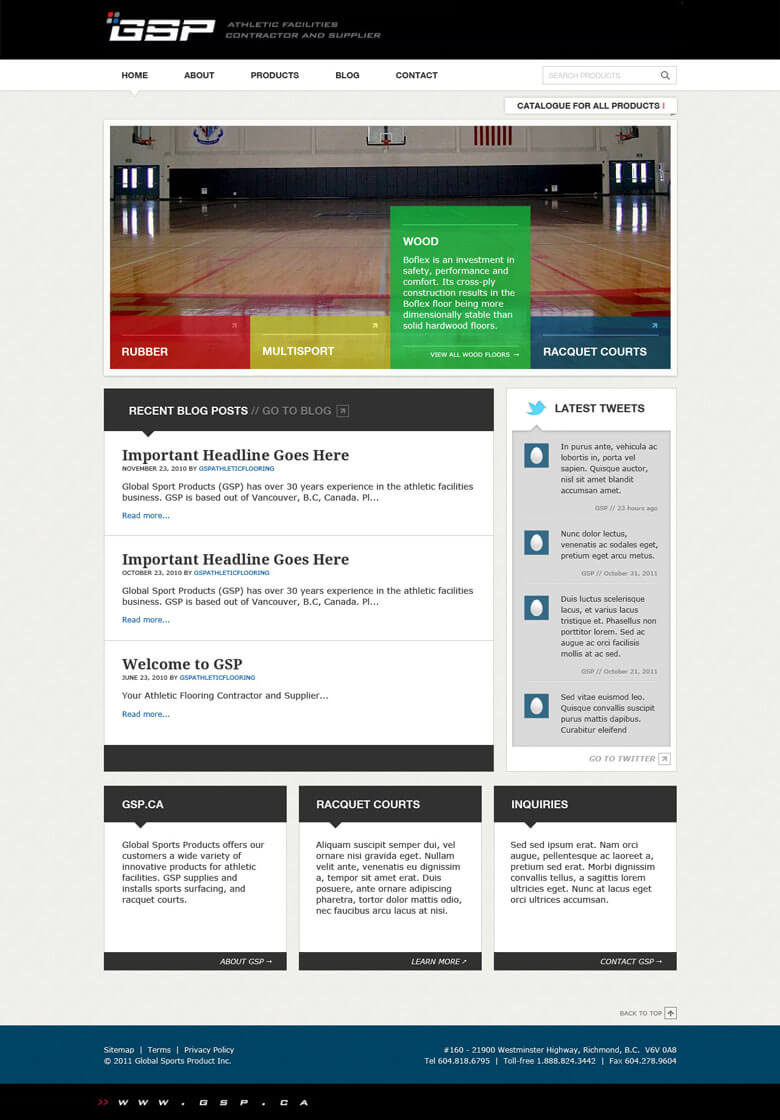 GSP
ATHLETIC FACILITIES
CONTRACTOR AND SUPPLIER
HOME ABOUT PRODUCTS BLOG CONTACT SEARCH PRODUCTS
CATALOGUE FOR ALL PRODUCTS !
WOOD
Boflex is an investment in
safety, performance and
comfort. Its cross-ply
construction results in the
Boflex floor being more
dimensionally stable than
solid hardwood floors.
VIEW ALL WOOD FLOORS →
RUBBER MULTISPORT RACQUET COURTS
RECENT BLOG POSTS // GO TO BLOG
Important Headline Goes Here
NOVEMBER 23, 2010 BY GSPATHLETICFLOORING
Global Sport Products (GSP) has over 30 years experience in the athletic facilities
business. GSP is based out of Vancouver, B.C, Canada. Pl...
Read more...
Important Headline Goes Here
OCTOBER 23, 2010 BY GSPATHLETICFLOORING
Global Sport Products (GSP) has over 30 years experience in the athletic facilities
business. GSP is based out of Vancouver, B.C, Canada. Pl...
Read more...
Welcome to GSP
JUNE 23, 2010 BY GSPATHLETICFLOORING
Your Athletic Flooring Contractor and Supplier...
Read more...
LATEST TWEETS
In purus ante, vehicula ac
lobortis in, porta vel
sapien. Quisque auctor,
nisl sit amet blandit
accumsan amet.
GSP // 23 hours ago
Nunc dolor lectus,
venenatis ac sodales eget,
pretium eget arcu metus.
GSP // October 31, 2011
Duis luctus scelerisque
lacus, et varius lacus
tristique et. Phasellus non
porttitor lorem. Sed ac
augue ac orci facilisis
mollis at ac sed.
GSP // October 21, 2011
Sed vitae euismod leo.
Quisque convallis suscipit
purus mattis dapibus.
Curabitur eleifend
GO TO TWITTER
GSP.CA
Global Sports Products offers our
customers a wide variety of
innovative products for athletic
facilities. GSP supplies and
installs sports surfacing, and
racquet courts.
ABOUT GSP →
RACQUET COURTS
Aliquam suscipit semper dui, vel
ornare nisi gravida eget. Nullam
velit ante, venenatis eu dignissim
a, tempor sit amet erat. Duis
posuere, ante ornare adipiscing
pharetra, tortor dolor mattis odio,
nec faucibus arcu lacus at nisi.
LEARN MORE ↗
INQUIRIES
Sed sed ipsum erat. Nam orci
augue, pellentesque ac laoreet a,
pretium sed erat. Morbi dignissim
convallis tellus, a sagittis lorem
ultricies eget. Nunc at lacus eget
orci ultrices accumsan.
CONTACT GSP →
BACK TO TOP
Sitemap | Terms | Privacy Policy
© 2011 Global Sports Product Inc.
#160 - 21900 Westminster Highway, Richmond, B.C. V6V 0A8
Tel 604.818.6795 | Toll-free 1.888.824.3442 | Fax 604.278.9604
>> WWW.GSP.CA